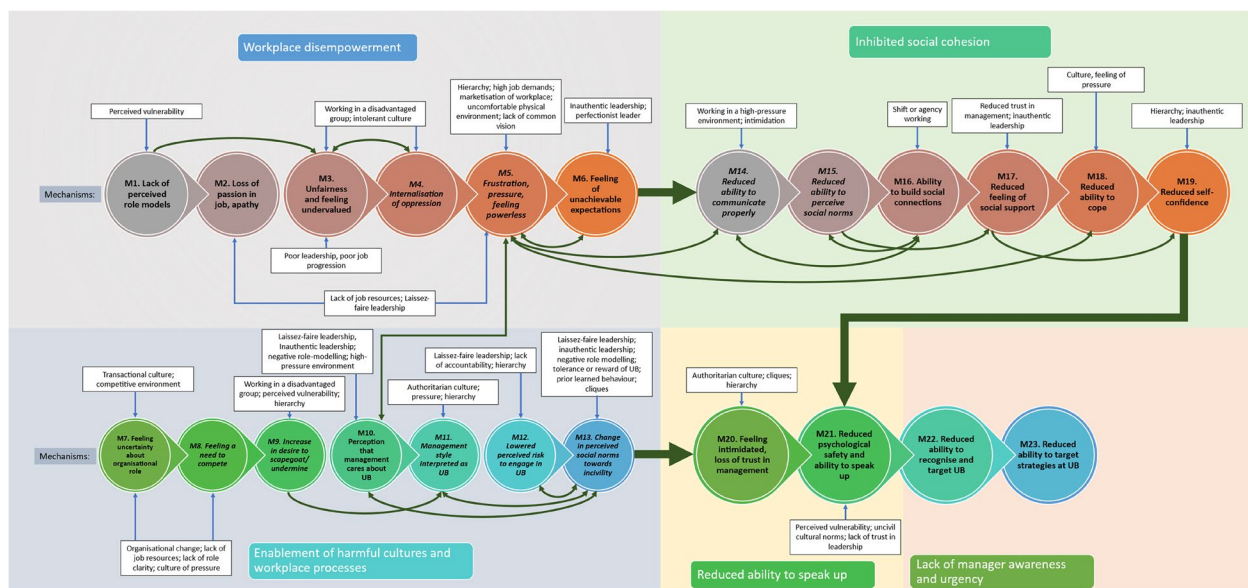 Workplace disempowerment
Perceived vulnerability
Working in a disadvantaged
group; intolerant culture
Hierarchy; high job demands;
marketisation of workplace;
uncomfortable physical
environment; lack of common
vision
Inauthentic leadership;
perfectionist leader
Mechanisms:
M1. Lack of
perceived
role models
M2. Loss of
passion in
job, apathy
M3.
Unfairness
and feeling
undervalued
M4.
Internalisation
of oppression
M5.
Frustration,
pressure,
feeling
powerless
M6. Feeling
of
unachievable
expectations
Poor leadership, poor job
progression
Lack of job resources; Laissez-
faire leadership
Inhibited social cohesion
Working in a high-pressure
environment; intimidation
Shift or agency
working
Reduced trust in
management; inauthentic
leadership
Culture, feeling of
pressure
Hierarchy; inauthentic
leadership
M14.
Reduced
ability to
communicate
properly
M15.
Reduced
ability to
perceive
social norms
M16. Ability
to build social
connections
M17.
Reduced
feeling of
social support
M18.
Reduced
ability to
cope
M19.
Reduced self-
confidence
Transactional culture;
competitive environment
Working in a disadvantaged
group; perceived vulnerability;
hierarchy
Laissez-faire leadership,
Inauthentic leadership;
negative role-modelling; high-
pressure environment
Authoritarian culture;
pressure; hierarchy
Laissez-faire leadership; lack
of accountability; hierarchy
Laissez-faire leadership;
inauthentic leadership;
negative role modelling;
tolerance or reward of UB;
prior learned behaviour;
cliques
Mechanisms:
M7. Feeling
uncertainty
about
organisational
role
M8. Feeling a
need to
compete
M9. Increase
in desire to
scapegoat/
undermine
M10.
Perception
that
management
cares about
UB
M11.
Management
style
interpreted as
UB
M12.
Lowered
perceived risk
to engage in
UB
M13. Change
in perceived
social norms
towards
incivility
Organisational change; lack of
job resources; lack of role
clarity; culture of pressure
Enablement of harmful cultures and
workplace processes
Authoritarian culture; cliques;
hierarchy
M20. Feeling
Intimidated,
loss of trust in
management
M21. Reduced
psychological
safety and
ability to speak
up
M22. Reduced
ability to
recognise and
target UB
M23. Reduced
ability to target
strategies at UB
Perceived vulnerability; uncivil
cultural norms; lack of trust in
leadership
Reduced ability to speak up
Lack of manager awareness
and urgency